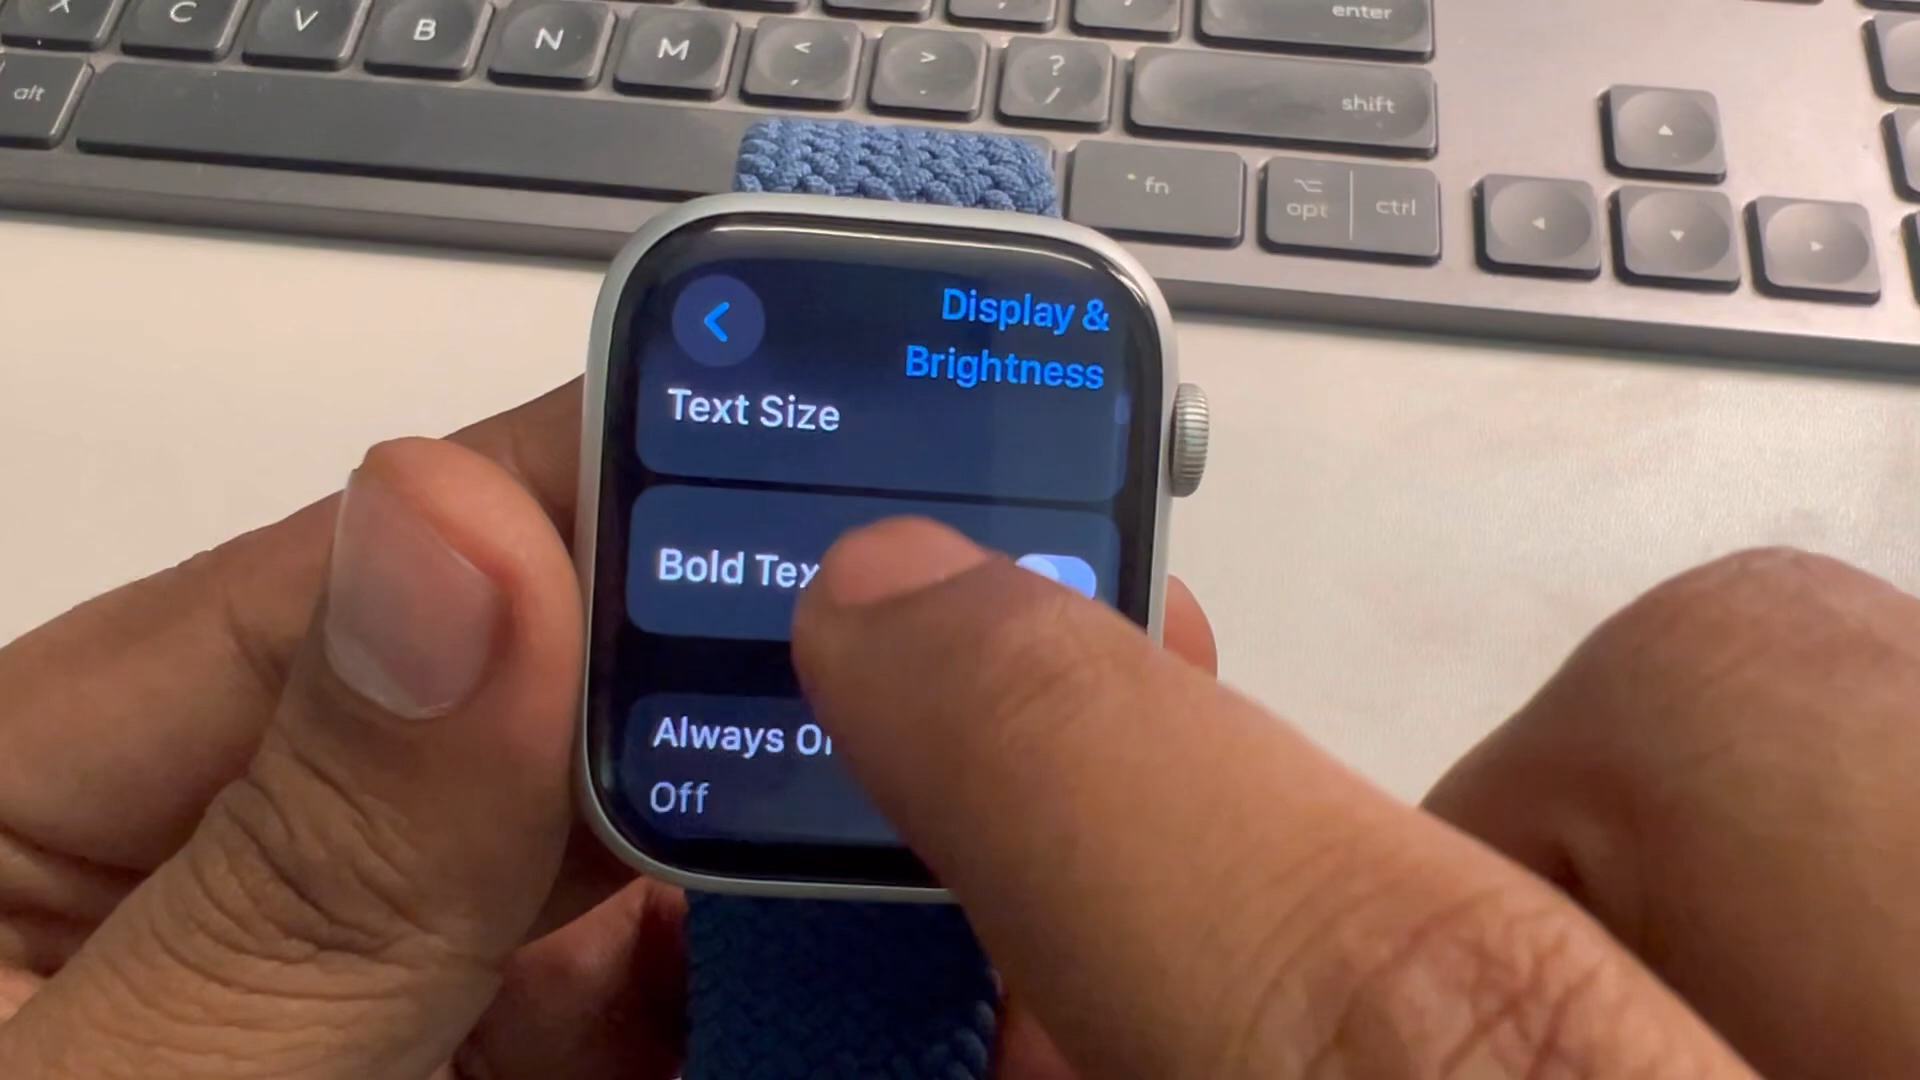 enter
X C V B N M < , > . ? / shift
alt fn opt ctrl
Display &
Brightness
Text Size
Bold Tex
Always
Off